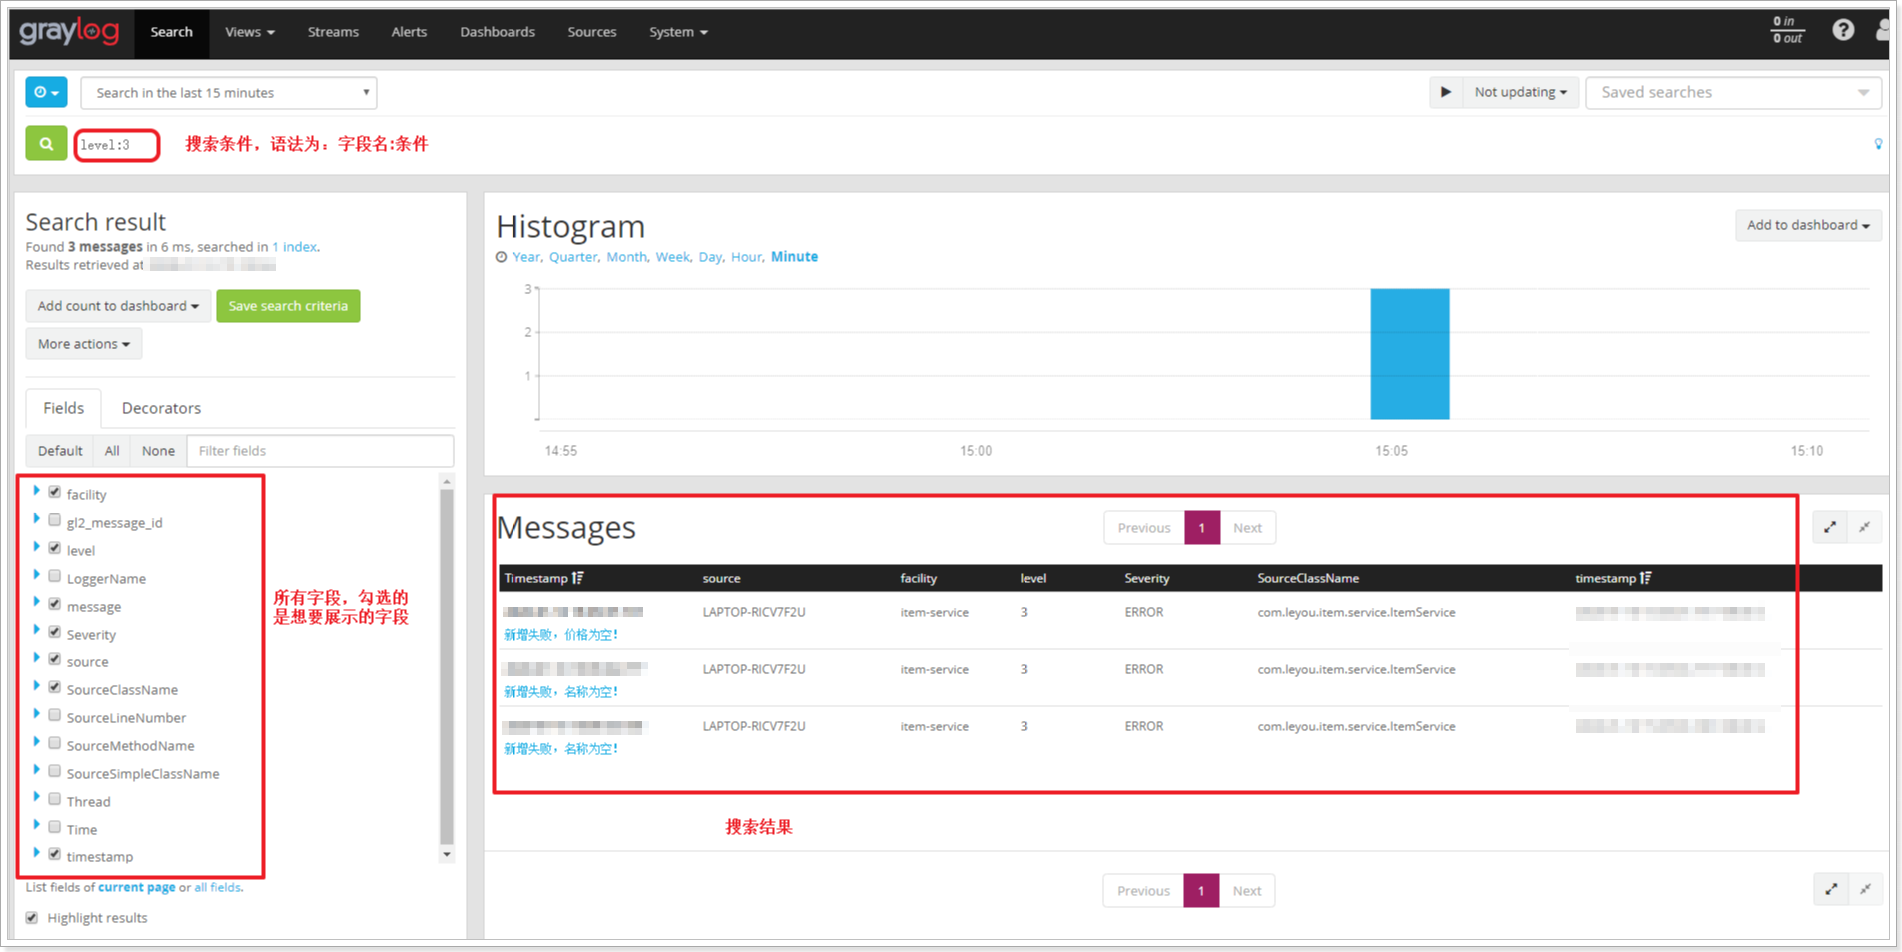 graylog Search Views Streams Alerts Dashboards Sources System 0 in
0 out
Search in the last 15 minutes Not updating Saved searches
level:3 搜索条件，语法为：字段名:条件
Search result
Found 3 messages in 6 ms, searched in 1 index.
Results retrieved at
Add count to dashboard Save search criteria
More actions
Fields Decorators
Default All None Filter fields
facility
gl2_message_id
level
LoggerName
message
Severity
source
SourceClassName
SourceLineNumber
SourceMethodName
SourceSimpleClassName
Thread
Time
timestamp
所有字段，勾选的
是想要展示的字段
List fields of current page or all fields.
Highlight results
Histogram
Add to dashboard
Year, Quarter, Month, Week, Day, Hour, Minute
3
2
1
14:55 15:00 15:05 15:10
Messages
Previous 1 Next
Timestamp source facility level Severity SourceClassName timestamp
LAPTOP-RICV7F2U item-service 3 ERROR com.leyou.item.service.ItemService
新增失败，价格为空！
LAPTOP-RICV7F2U item-service 3 ERROR com.leyou.item.service.ItemService
新增失败，名称为空！
LAPTOP-RICV7F2U item-service 3 ERROR com.leyou.item.service.ItemService
新增失败，名称为空！
搜索结果
Previous 1 Next